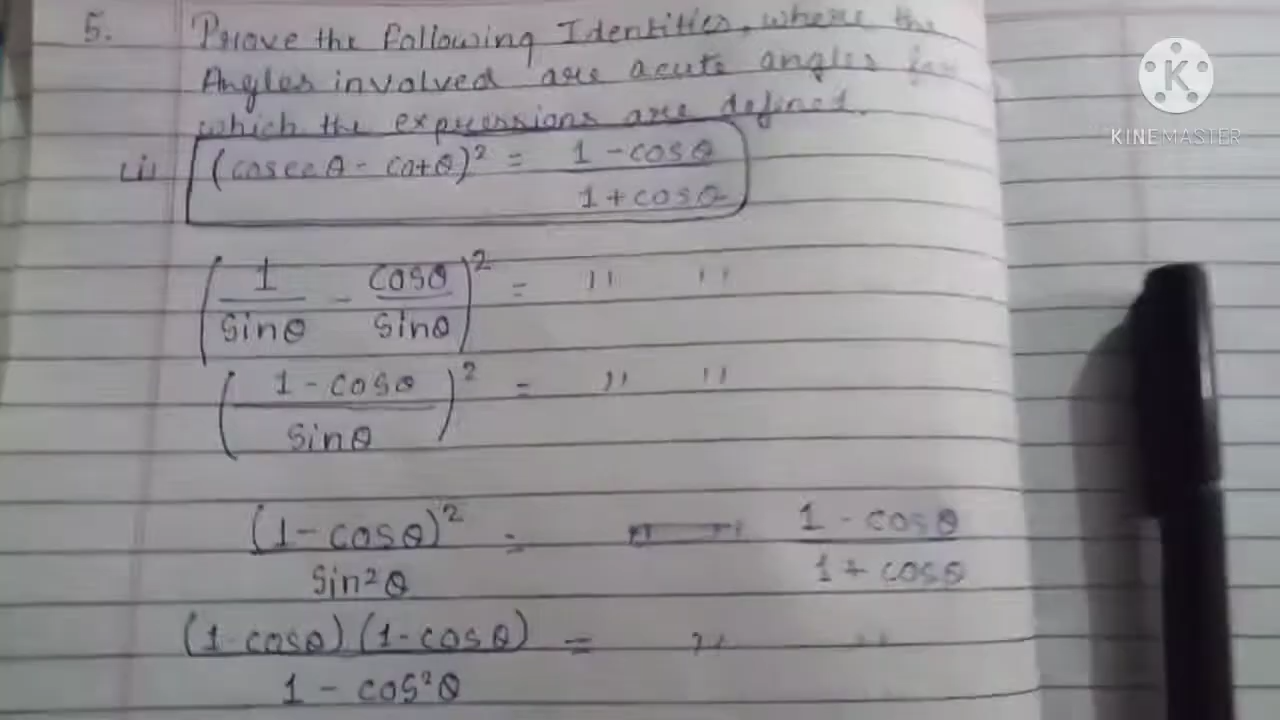 5. Prove the following Identities, where the
Angles involved are acute angles for
which the expressions are defined.
KINEMASTER
(i) (cosecθ - cotθ)² = 1 - cosθ / 1 + cosθ
(1/sinθ - cosθ/sinθ)² = " "
(1 - cosθ / sinθ)² = " "
(1 - cosθ)² / sin²θ = 1 - cosθ / 1 + cosθ
(1 - cosθ) (1 - cosθ) / 1 - cos²θ = " "